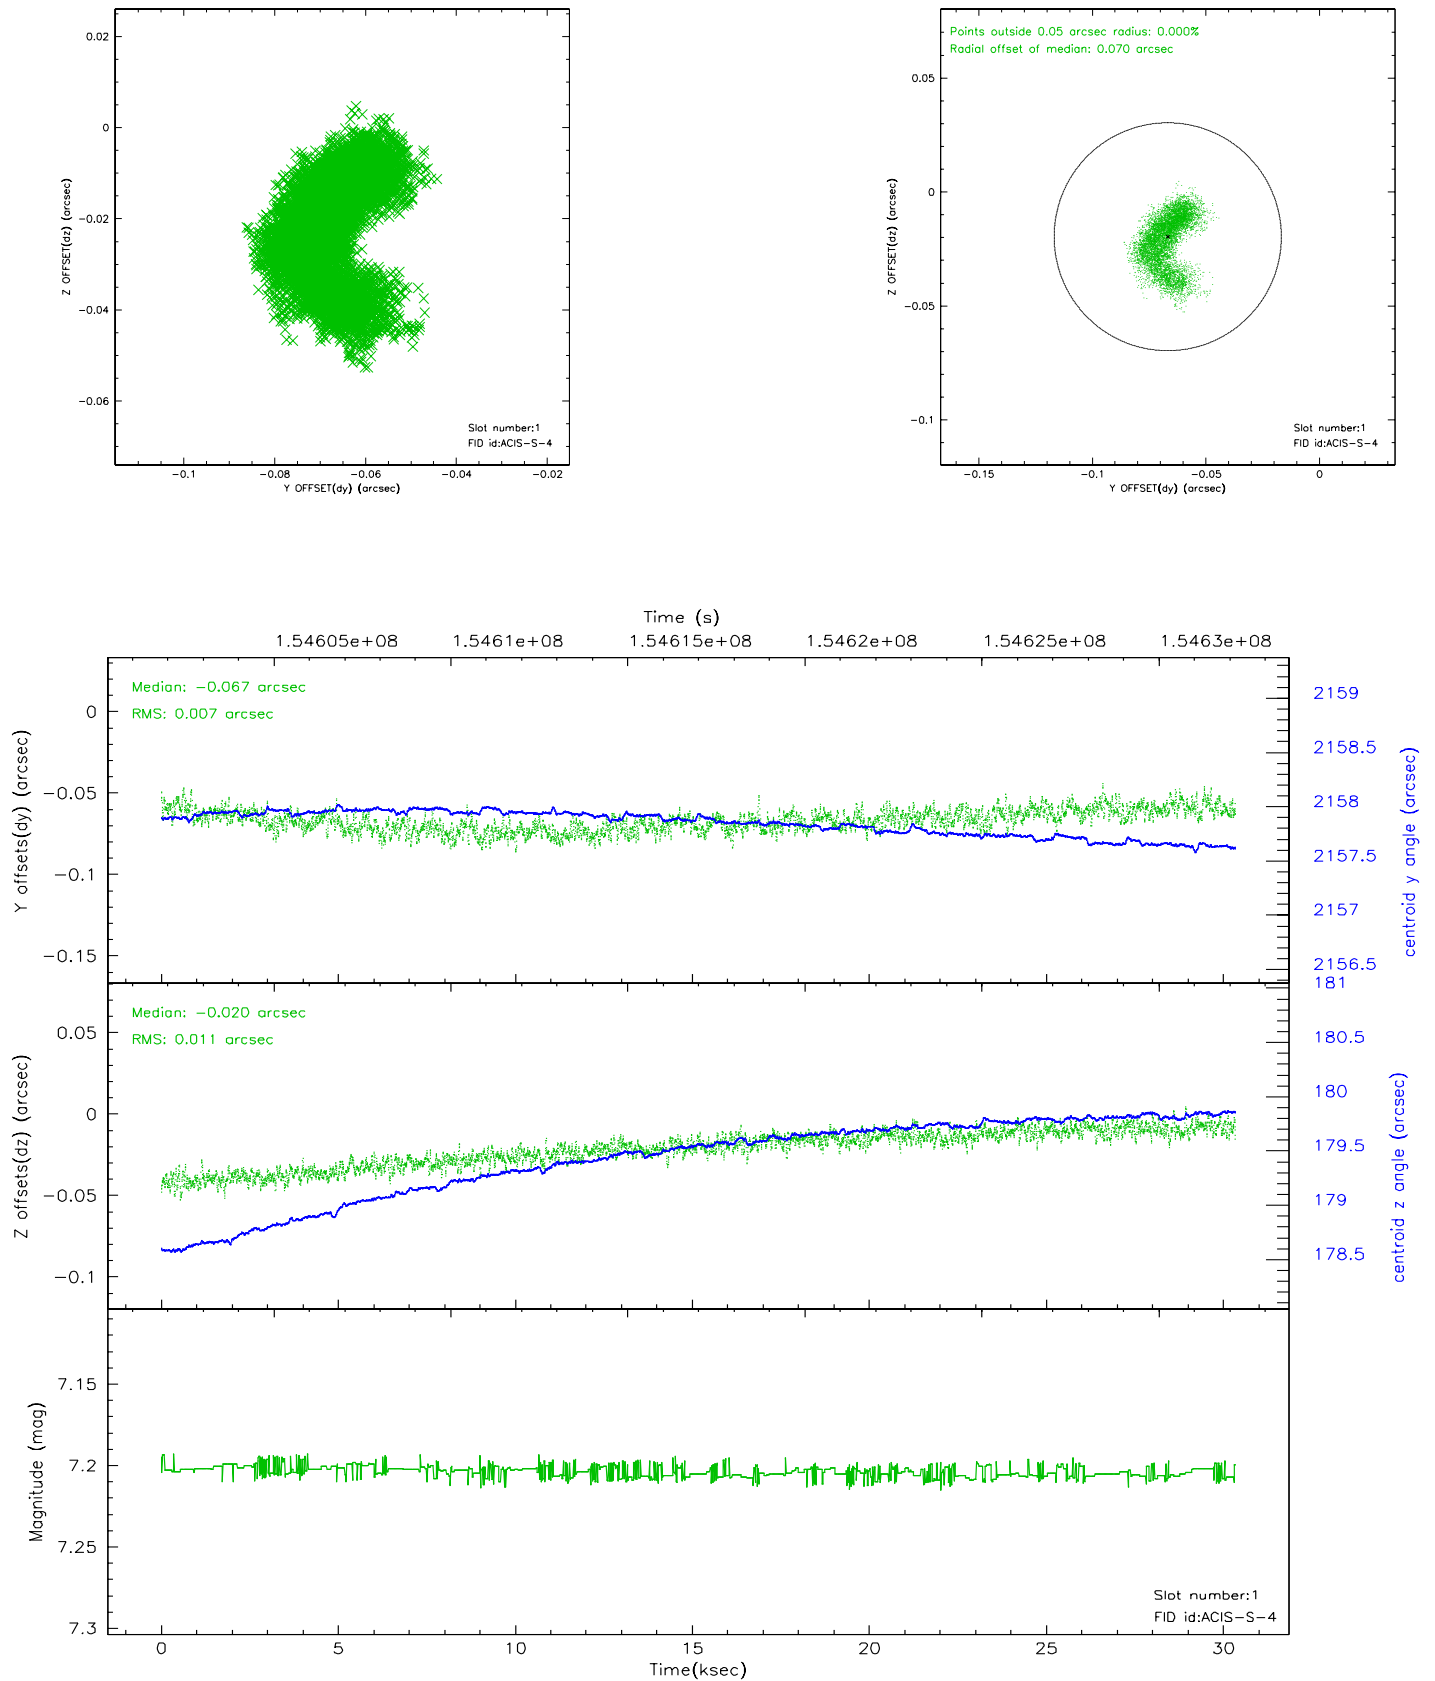 0.02
0
−0.02
−0.04
−0.06
Z OFFSET(dz) (arcsec)
Slot number:1
FID id:ACIS−S−4
−0.1
−0.08
−0.06
−0.04
−0.02
Y OFFSET(dy) (arcsec)
Points outside 0.05 arcsec radius: 0.000%
Radial offset of median: 0.070 arcsec
0.05
0
−0.05
−0.1
Z OFFSET(dz) (arcsec)
Slot number:1
FID id:ACIS−S−4
−0.15
−0.1
−0.05
0
Y OFFSET(dy) (arcsec)
Time (s)
1.54605e+08
1.5461e+08
1.54615e+08
1.5462e+08
1.54625e+08
1.5463e+08
Median: −0.067 arcsec
RMS: 0.007 arcsec
0
−0.05
−0.1
−0.15
Y offsets(dy) (arcsec)
2159
2158.5
2158
2157.5
2157
2156.5
centroid y angle (arcsec)
Median: −0.020 arcsec
RMS: 0.011 arcsec
0.05
0
−0.05
−0.1
Z offsets(dz) (arcsec)
181
180.5
180
179.5
179
178.5
centroid z angle (arcsec)
7.15
7.2
7.25
7.3
Magnitude (mag)
Slot number:1
FID id:ACIS−S−4
0
5
10
15
20
25
30
Time(ksec)